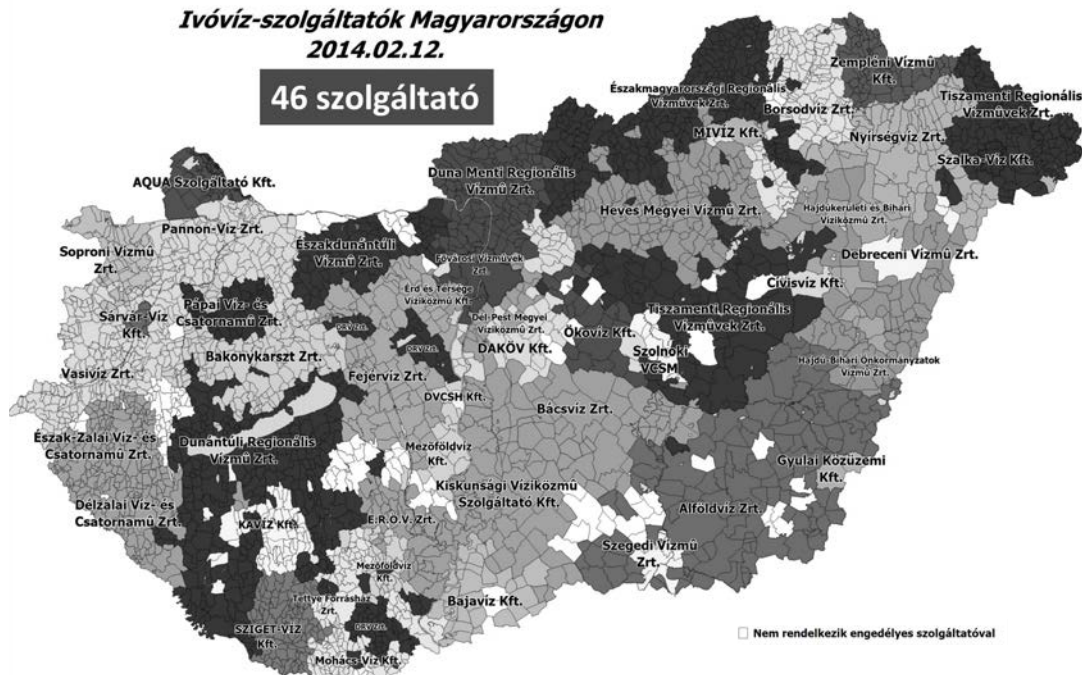 Ivóvíz-szolgáltatók Magyarországon
2014.02.12.
46 szolgáltató
Zempléni Vízmű
Kft.
Északmagyarországi Regionális
Vízművek Zrt.
Borsodvíz Zrt.
Tiszamenti Regionális
Vízművek Zrt.
MIVÍZ Kft.
Nyírségvíz Zrt.
Szalka-Víz Kft.
AQUA Szolgáltató Kft.
Duna Menti Regionális
Vízmű Zrt.
Pannon-Víz Zrt.
Heves Megyei Vízmű Zrt.
Hajdúkerületi és Bihari
Víziközmű Zrt.
Soproni Vízmű
Zrt.
Északdunántúli
Vízmű Zrt.
Fővárosi Vízművek
Zrt.
Debreceni Vízmű Zrt.
Érd és Térsége
Víziközmű Kft.
Cívisvíz Kft.
Pápai Víz- és
Csatornamű Zrt.
Sárvár-Víz
Kft.
DRV Zrt.
Dél-Pest Megyei
Víziközmű Zrt.
Ökovíz Kft.
Tiszamenti Regionális
Vízművek Zrt.
DRV Zrt.
DAKÖV Kft.
Szolnoki
VCSM
Bakonykarszt Zrt.
Hajdú-Bihari Önkormányzatok
Vízmű Zrt.
Vasivíz Zrt.
Fejérvíz Zrt.
DVCSH Kft.
Bácsvíz Zrt.
Észak-Zalai Víz- és
Csatornamű Zrt.
Dunántúli Regionális
Vízmű Zrt.
Mezőföldvíz
Kft.
Gyulai Közüzemi
Kft.
Kiskunsági Víziközmű
Szolgáltató Kft.
Délzalai Víz- és
Csatornamű Zrt.
KAVÍZ Kft.
E.R.Ö.V. Zrt.
Alföldvíz Zrt.
Szegedi Vízmű
Zrt.
Mezőföldvíz
Kft.
Tettye Forrásház
Zrt.
Bajavíz Kft.
SZIGET-VÍZ
Kft.
DRV Zrt.
Mohács-Víz Kft.
Nem rendelkezik engedélyes szolgáltatóval